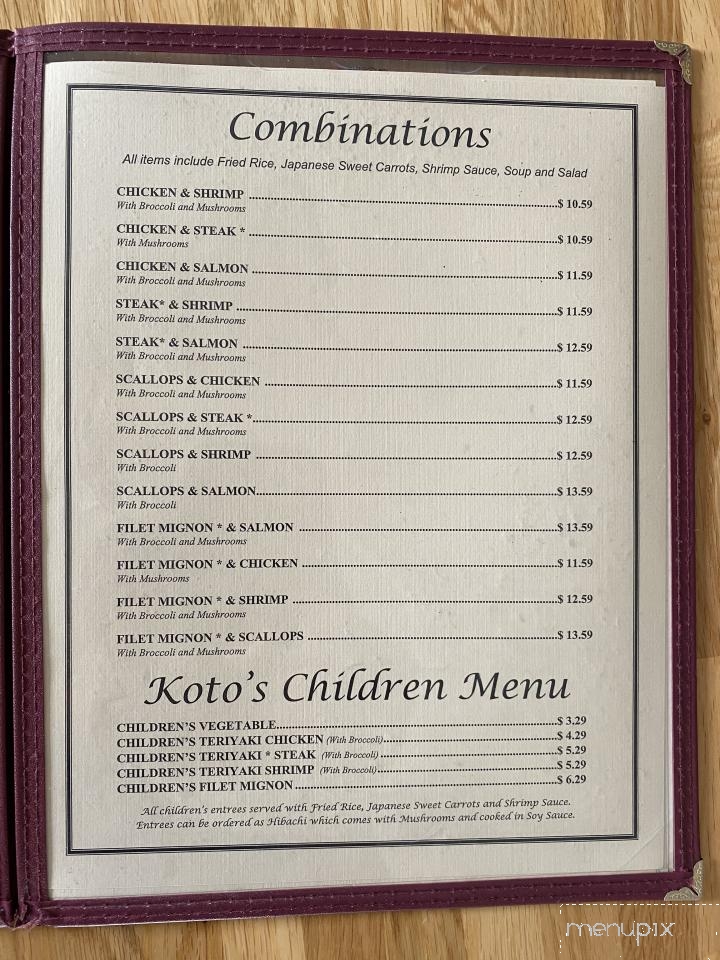 Combinations
All items include Fried Rice, Japanese Sweet Carrots, Shrimp Sauce, Soup and Salad
CHICKEN & SHRIMP ........ $ 10.59
With Broccoli and Mushrooms
CHICKEN & STEAK * ........ $ 10.59
With Mushrooms
CHICKEN & SALMON ........ $ 11.59
With Broccoli and Mushrooms
STEAK* & SHRIMP ........ $ 11.59
With Broccoli and Mushrooms
STEAK* & SALMON ........ $ 12.59
With Broccoli and Mushrooms
SCALLOPS & CHICKEN ........ $ 11.59
With Broccoli and Mushrooms
SCALLOPS & STEAK * ........ $ 12.59
With Broccoli and Mushrooms
SCALLOPS & SHRIMP ........ $ 12.59
With Broccoli
SCALLOPS & SALMON ........ $ 13.59
With Broccoli
FILET MIGNON * & SALMON ........ $ 13.59
With Broccoli and Mushrooms
FILET MIGNON * & CHICKEN ........ $ 11.59
With Mushrooms
FILET MIGNON * & SHRIMP ........ $ 12.59
With Broccoli and Mushrooms
FILET MIGNON * & SCALLOPS ........ $ 13.59
With Broccoli and Mushrooms
Koto's Children Menu
CHILDREN'S VEGETABLE ........ $ 3.29
CHILDREN'S TERIYAKI CHICKEN (With Broccoli) ........ $ 4.29
CHILDREN'S TERIYAKI * STEAK (With Broccoli) ........ $ 5.29
CHILDREN'S TERIYAKI SHRIMP (With Broccoli) ........ $ 5.29
CHILDREN'S FILET MIGNON ........ $ 6.29
All children's entrees served with Fried Rice, Japanese Sweet Carrots and Shrimp Sauce.
Entrees can be ordered as Hibachi which comes with Mushrooms and cooked in Soy Sauce.
menupix